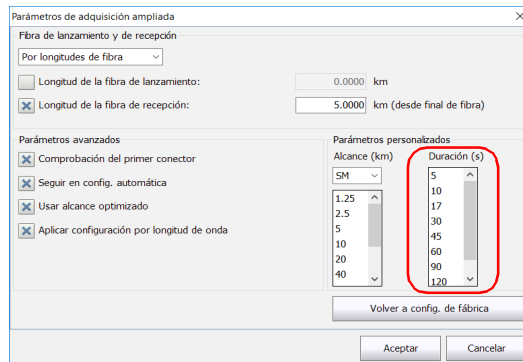 Parámetros de adquisición ampliada
Fibra de lanzamiento y de recepción
Por longitudes de fibra
Longitud de la fibra de lanzamiento: 0.0000 km
Longitud de la fibra de recepción: 5.0000 km (desde final de fibra)
Parámetros avanzados
Comprobación del primer conector
Seguir en config. automática
Usar alcance optimizado
Aplicar configuración por longitud de onda
Parámetros personalizados
Alcance (km)
SM
1.25
2.5
5
10
20
40
Duración (s)
5
10
17
30
45
60
90
120
Volver a config. de fábrica
Aceptar Cancelar